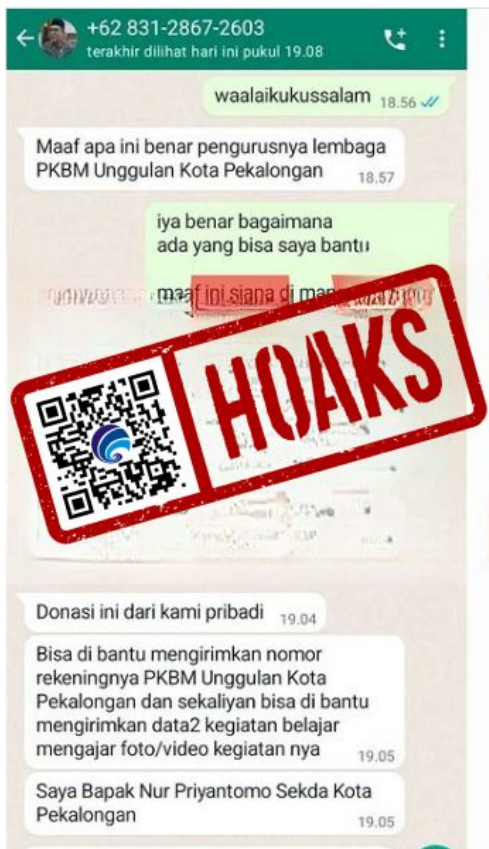 +62 831-2867-2603
terakhir dilihat hari ini pukul 19.08
waalaikukussalam 18.56
Maaf apa ini benar pengurusnya lembaga
PKBM Unggulan Kota Pekalongan 18.57
iya benar bagaimana
ada yang bisa saya bantu
maaf ini siapa di
HOAKS
Donasi ini dari kami pribadi 19.04
Bisa di bantu mengirimkan nomor
rekeningnya PKBM Unggulan Kota
Pekalongan dan sekaliyan bisa di bantu
mengirimkan data2 kegiatan belajar
mengajar foto/video kegiatan nya 19.05
Saya Bapak Nur Priyantomo Sekda Kota
Pekalongan 19.05